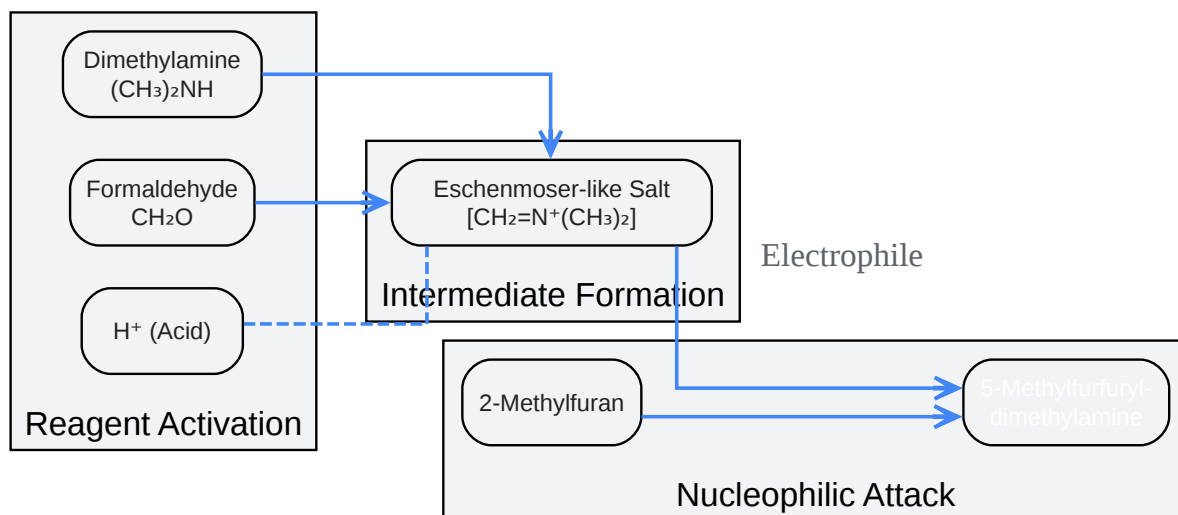 Dimethylamine
(CH₃)₂NH
Formaldehyde
CH₂O
H⁺ (Acid)
Reagent Activation
Eschenmoser-like Salt
[CH₂=N⁺(CH₃)₂]
Intermediate Formation
Electrophile
2-Methylfuran
5-Methylfurfuryl-
dimethylamine
Nucleophilic Attack